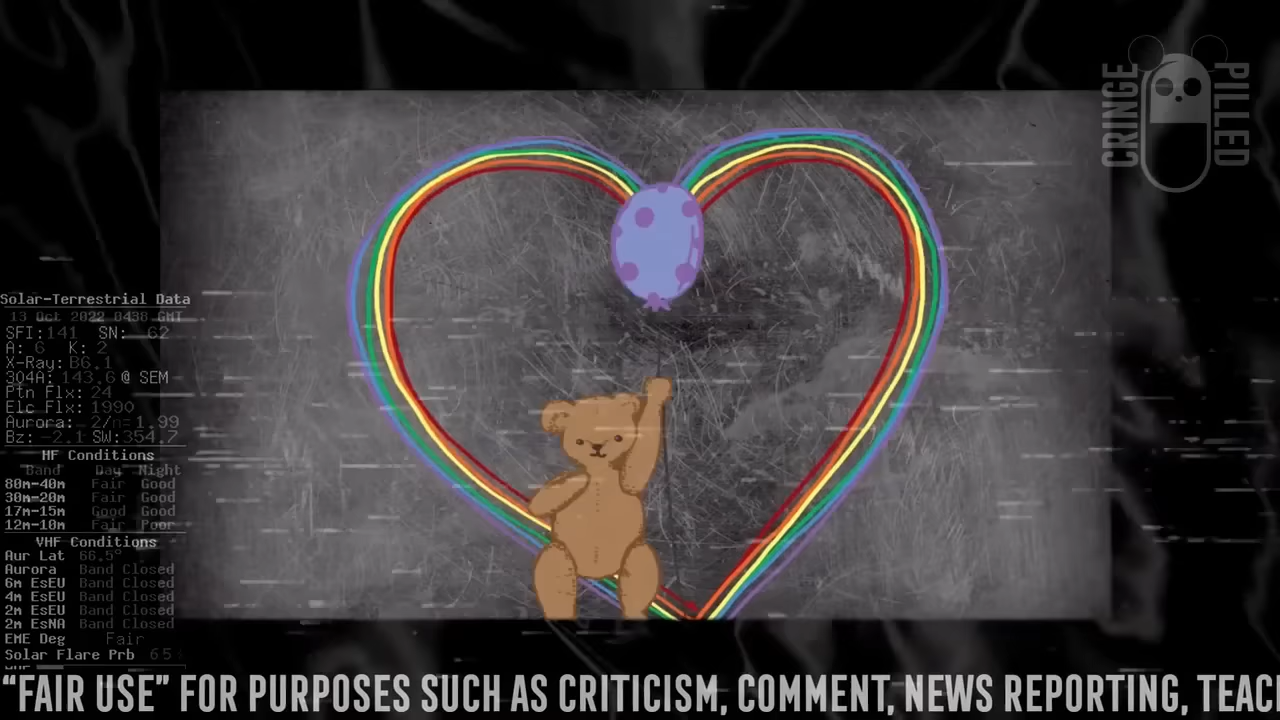 CRINGE
PILLED
Solar-Terrestrial Data
13 Oct 2022 0438 GMT
SFI:141 SN: 62
A: 6 K: 2
X-Ray: B6.1
304A: 143.6 @ SEM
Ptn Flx: 24
Elc Flx: 1990
Aurora: 2/n=1.99
Bz: -2.1 SW:354.7
HF Conditions
Band Day Night
80m-40m Fair Good
30m-20m Fair Good
17m-15m Good Good
12m-10m Fair Poor
VHF Conditions
Aur Lat 66.5°
Aurora Band Closed
6m EsEU Band Closed
4m EsEU Band Closed
2m EsEU Band Closed
2m EsNA Band Closed
EME Deg Fair
Solar Flare Prb
“FAIR USE” FOR PURPOSES SUCH AS CRITICISM, COMMENT, NEWS REPORTING, TEACH